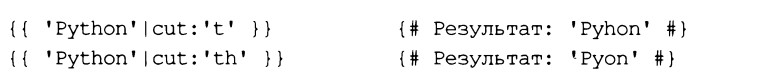 {{ 'Python'|cut:'t' }} {# Результат: 'Pyhon' #}
{{ 'Python'|cut:'th' }} {# Результат: 'Pyon' #}